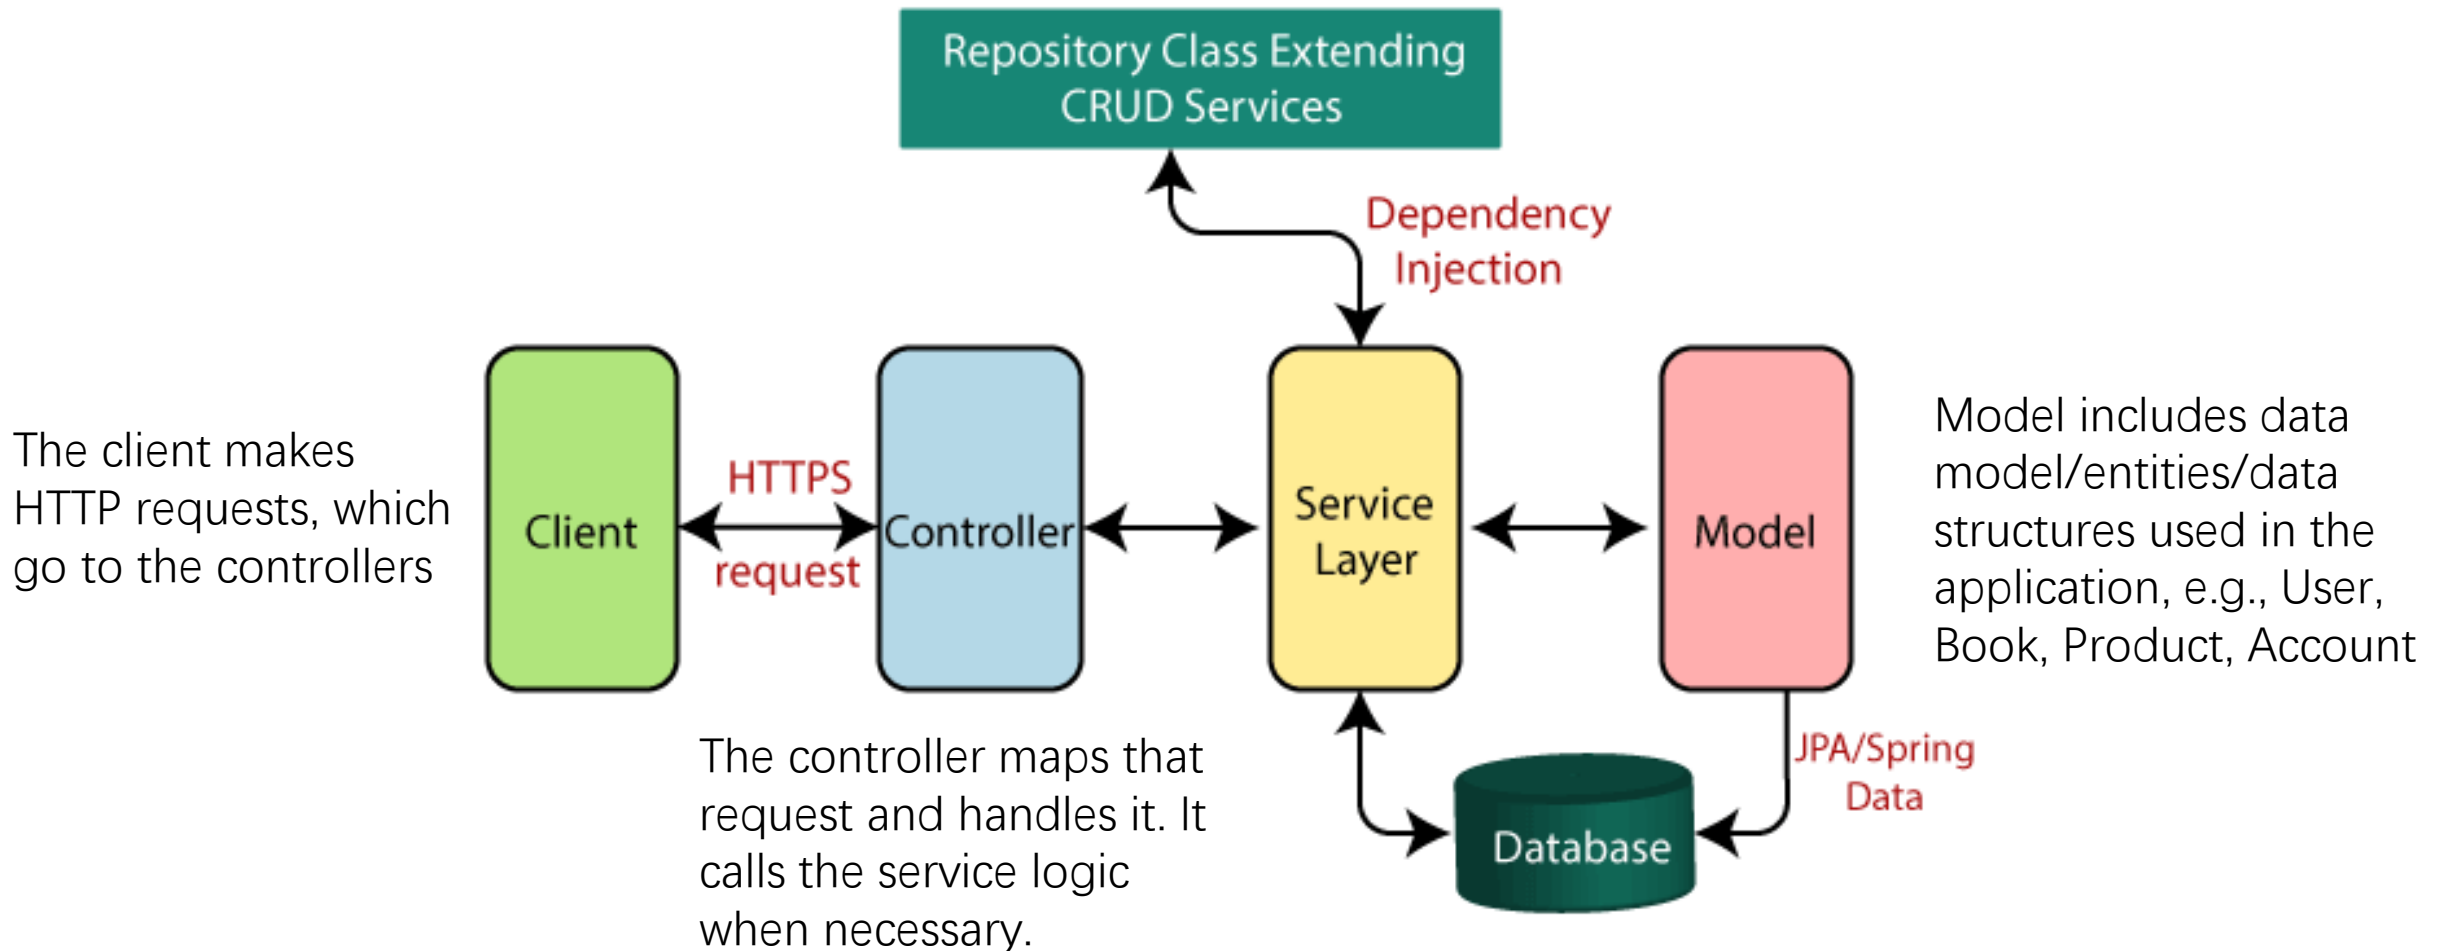 Repository Class Extending
CRUD Services
Dependency
Injection
The client makes
HTTP requests, which
go to the controllers
Client
HTTPS
request
Controller
Service
Layer
Model
Model includes data
model/entities/data
structures used in the
application, e.g., User,
Book, Product, Account
The controller maps that
request and handles it. It
calls the service logic
when necessary.
JPA/Spring
Data
Database